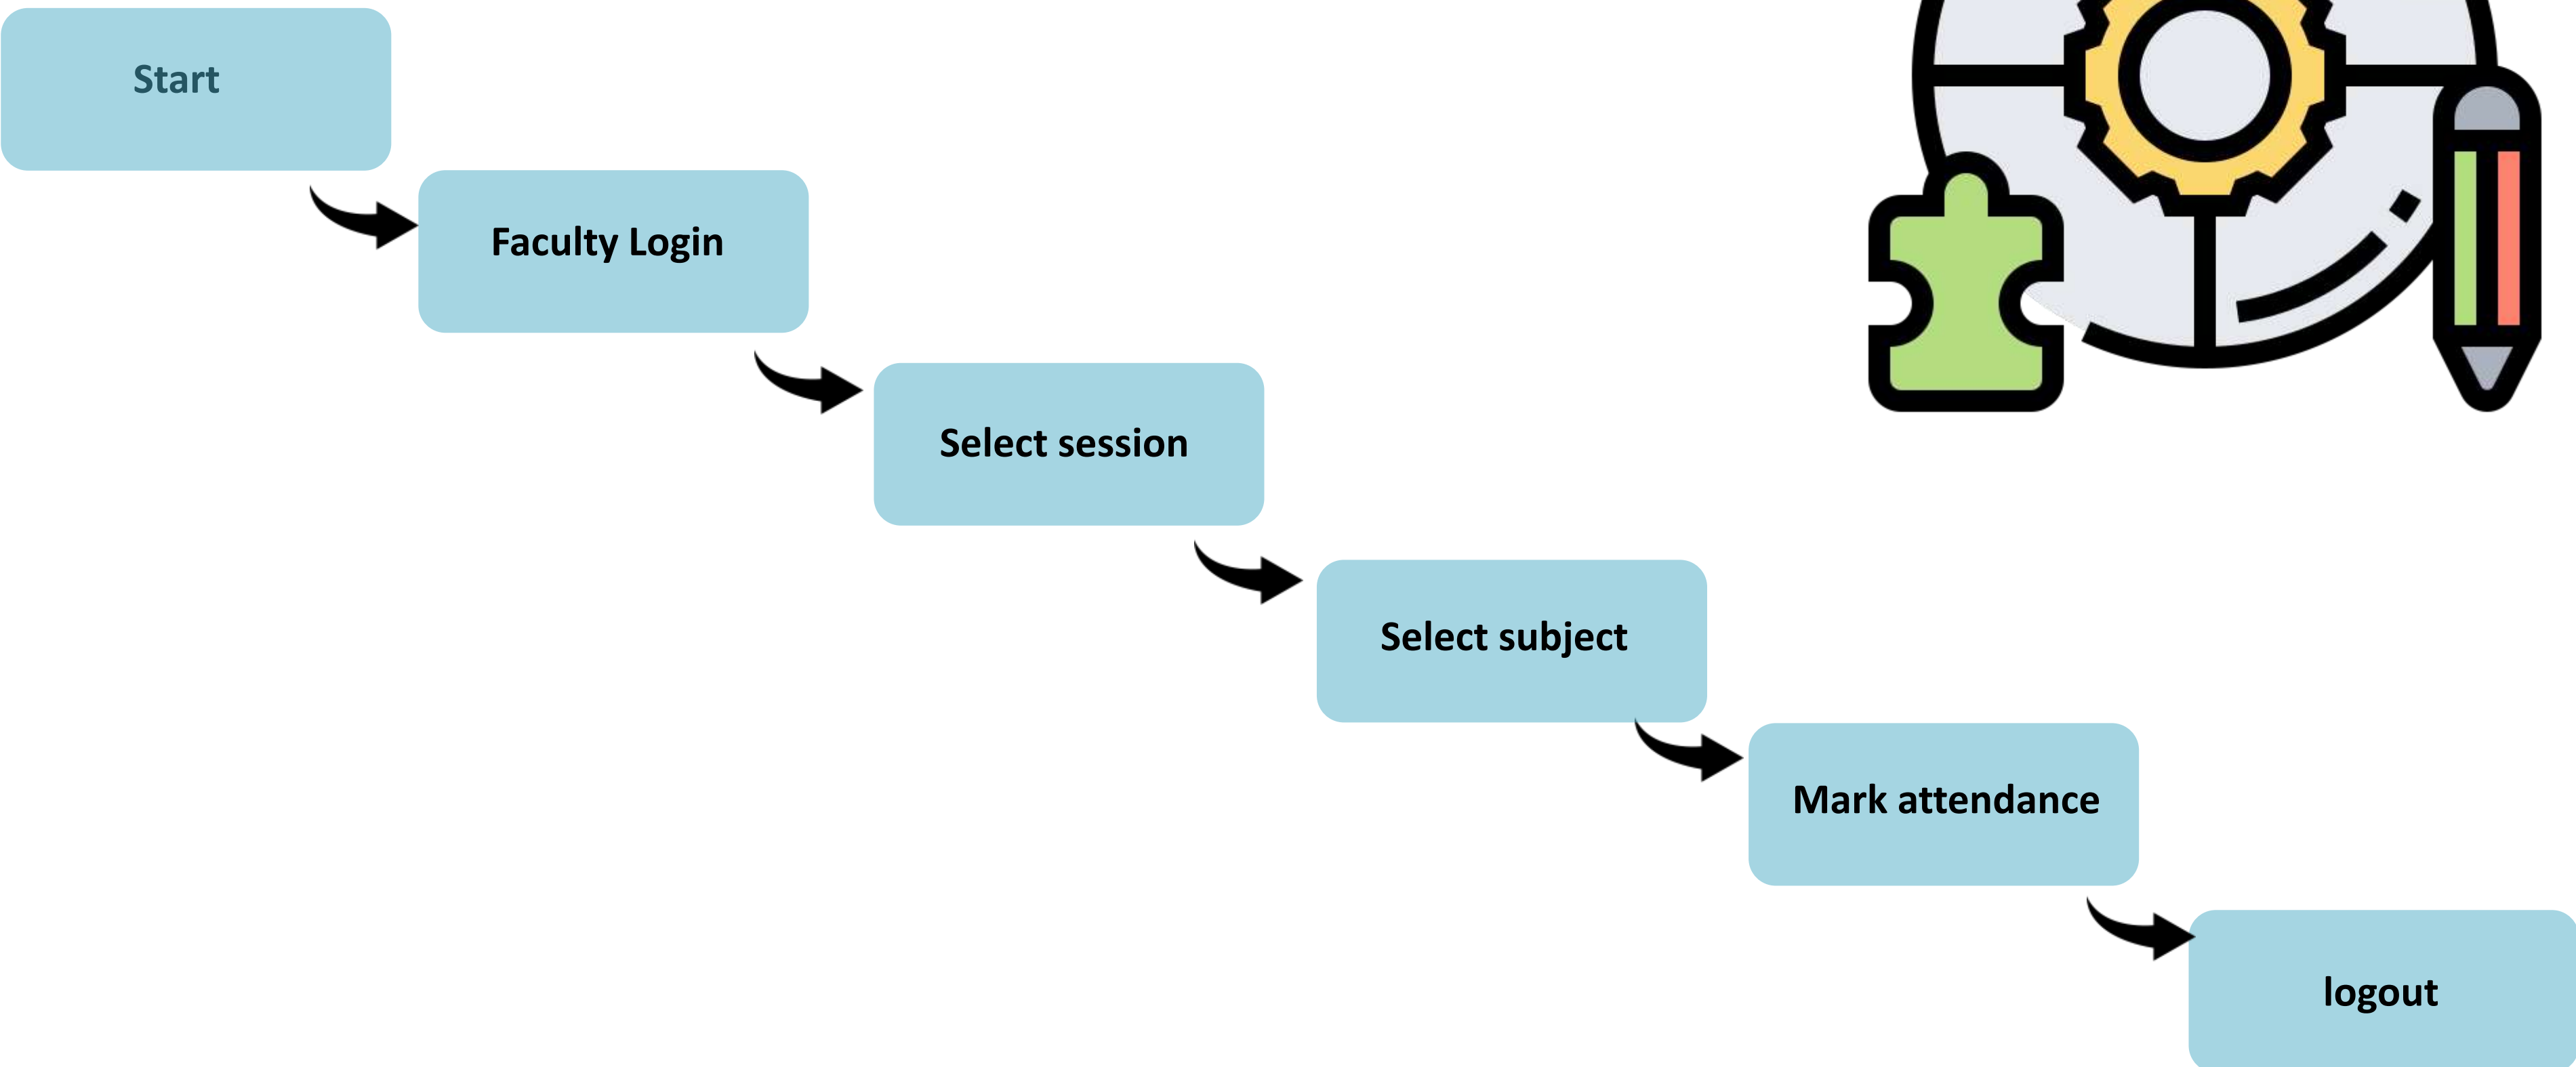 Start
Faculty Login
Select session
Select subject
Mark attendance
logout